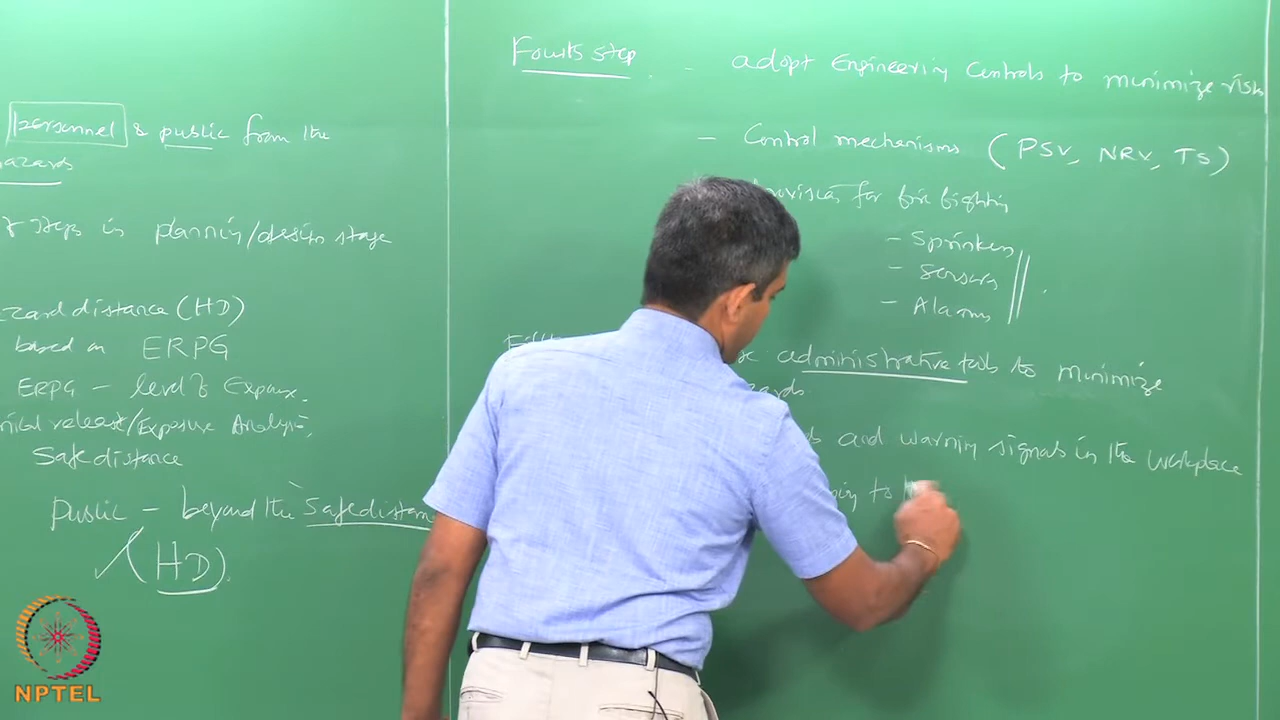 personnel & public from the
steps in planning/design stage
distance (HD)
based on ERPG
ERPG - level of Exposure.
release/Exposure Analysis,
Safe distance
Public - beyond the Safe distan
(HD).
Fourth step - adopt Engineering Controls to minimize risk
- Control mechanisms (PSV, NRV, TS)
for fire fighting
- Sprinklers
- Sensors
- Alarms
administrative tools to minimize
and warning signals in the workplace
to
NPTEL